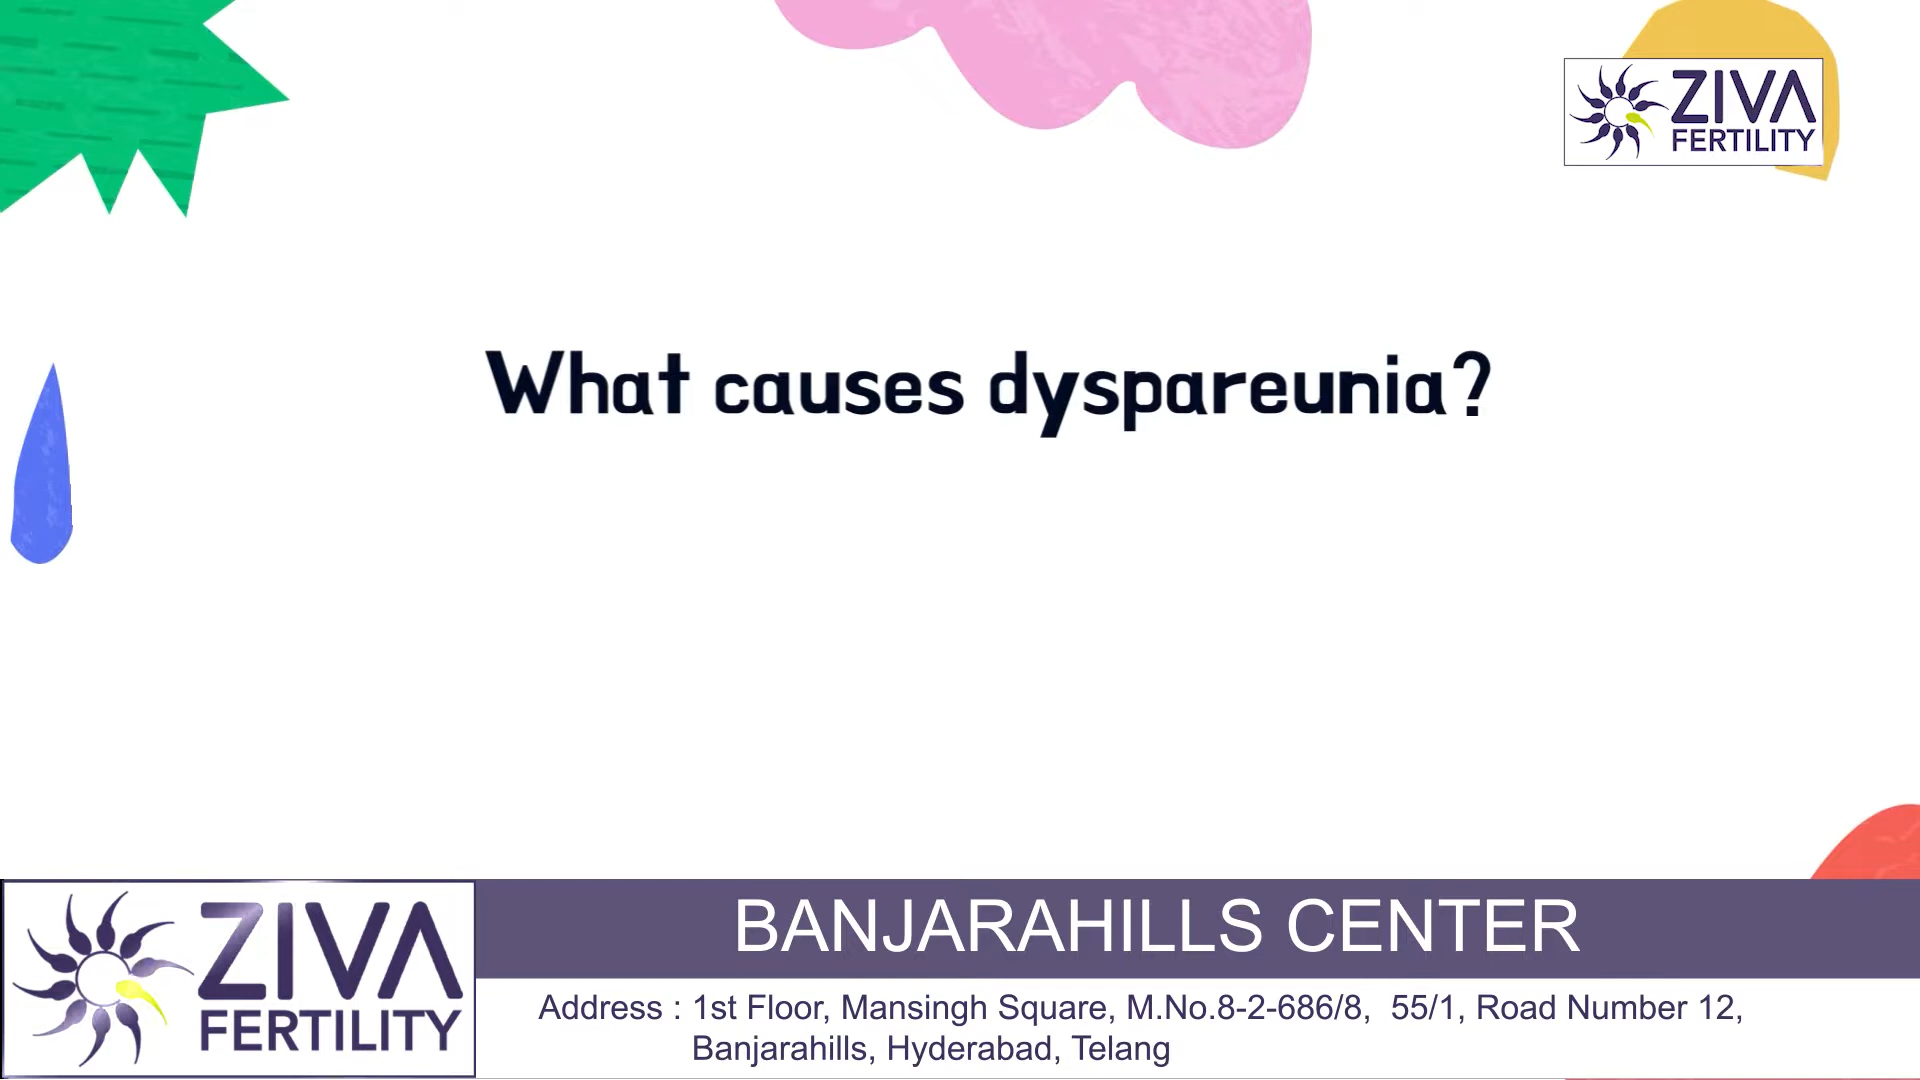 ZIVA
FERTILITY
What causes dyspareunia?
ZIVA
FERTILITY
BANJARAHILLS CENTER
Address : 1st Floor, Mansingh Square, M.No.8-2-686/8, 55/1, Road Number 12,
Banjarahills, Hyderabad, Telang